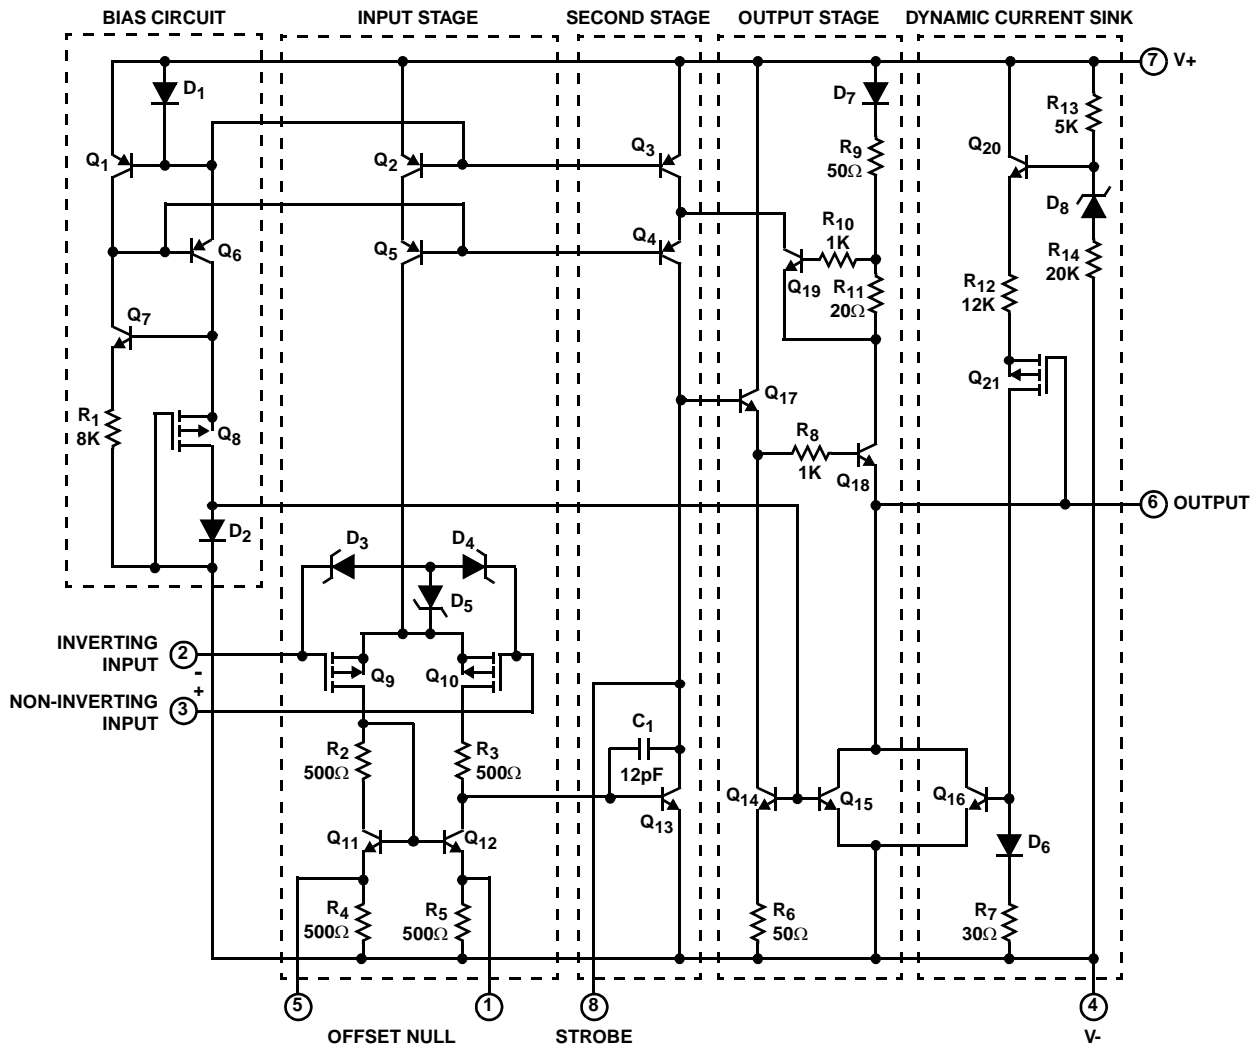 BIAS CIRCUIT
INPUT STAGE
SECOND STAGE
OUTPUT STAGE
DYNAMIC CURRENT SINK
7 V+
D1
D7
R13
5K
Q1
Q2
Q3
R9
50Ω
Q20
D8
Q6
Q5
Q4
R10
1K
Q19
R11
20Ω
R14
20K
R12
12K
Q7
Q21
Q17
R1
8K
Q8
R8
1K
Q18
D2
6 OUTPUT
D3
D4
D5
INVERTING
INPUT
2
-
Q9
Q10
+
NON-INVERTING
INPUT
3
R2
500Ω
R3
500Ω
C1
12pF
Q14
Q15
Q16
Q11
Q12
Q13
D6
R4
500Ω
R5
500Ω
R6
50Ω
R7
30Ω
5
1
8
4
OFFSET NULL
STROBE
V-